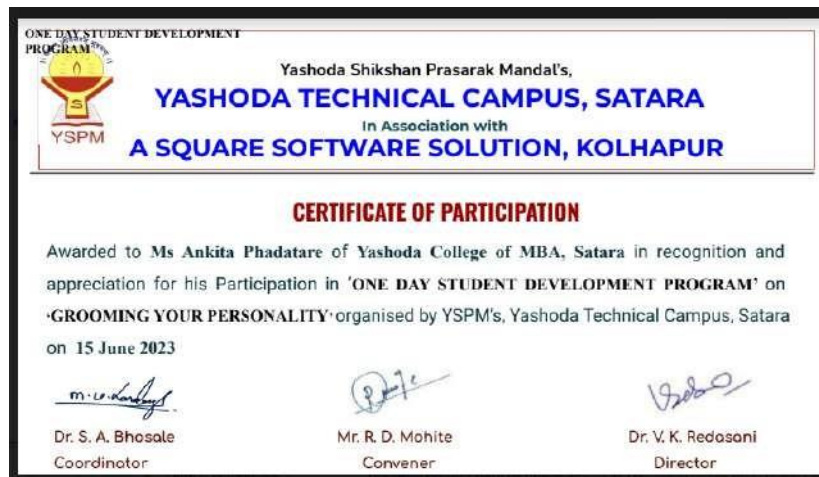 ONE DAY STUDENT DEVELOPMENT
PROGRAM
Yashoda Shikshan Prasarak Mandal's,
YASHODA TECHNICAL CAMPUS, SATARA
In Association with
A SQUARE SOFTWARE SOLUTION, KOLHAPUR
S
YSPM
CERTIFICATE OF PARTICIPATION
Awarded to Ms Ankita Phadatare of Yashoda College of MBA, Satara in recognition and
appreciation for his Participation in 'ONE DAY STUDENT DEVELOPMENT PROGRAM' on
'GROOMING YOUR PERSONALITY' organised by YSPM's, Yashoda Technical Campus, Satara
on 15 June 2023
Dr. S. A. Bhosale
Mr. R. D. Mohite
Dr. V. K. Redasani
Coordinator
Convener
Director